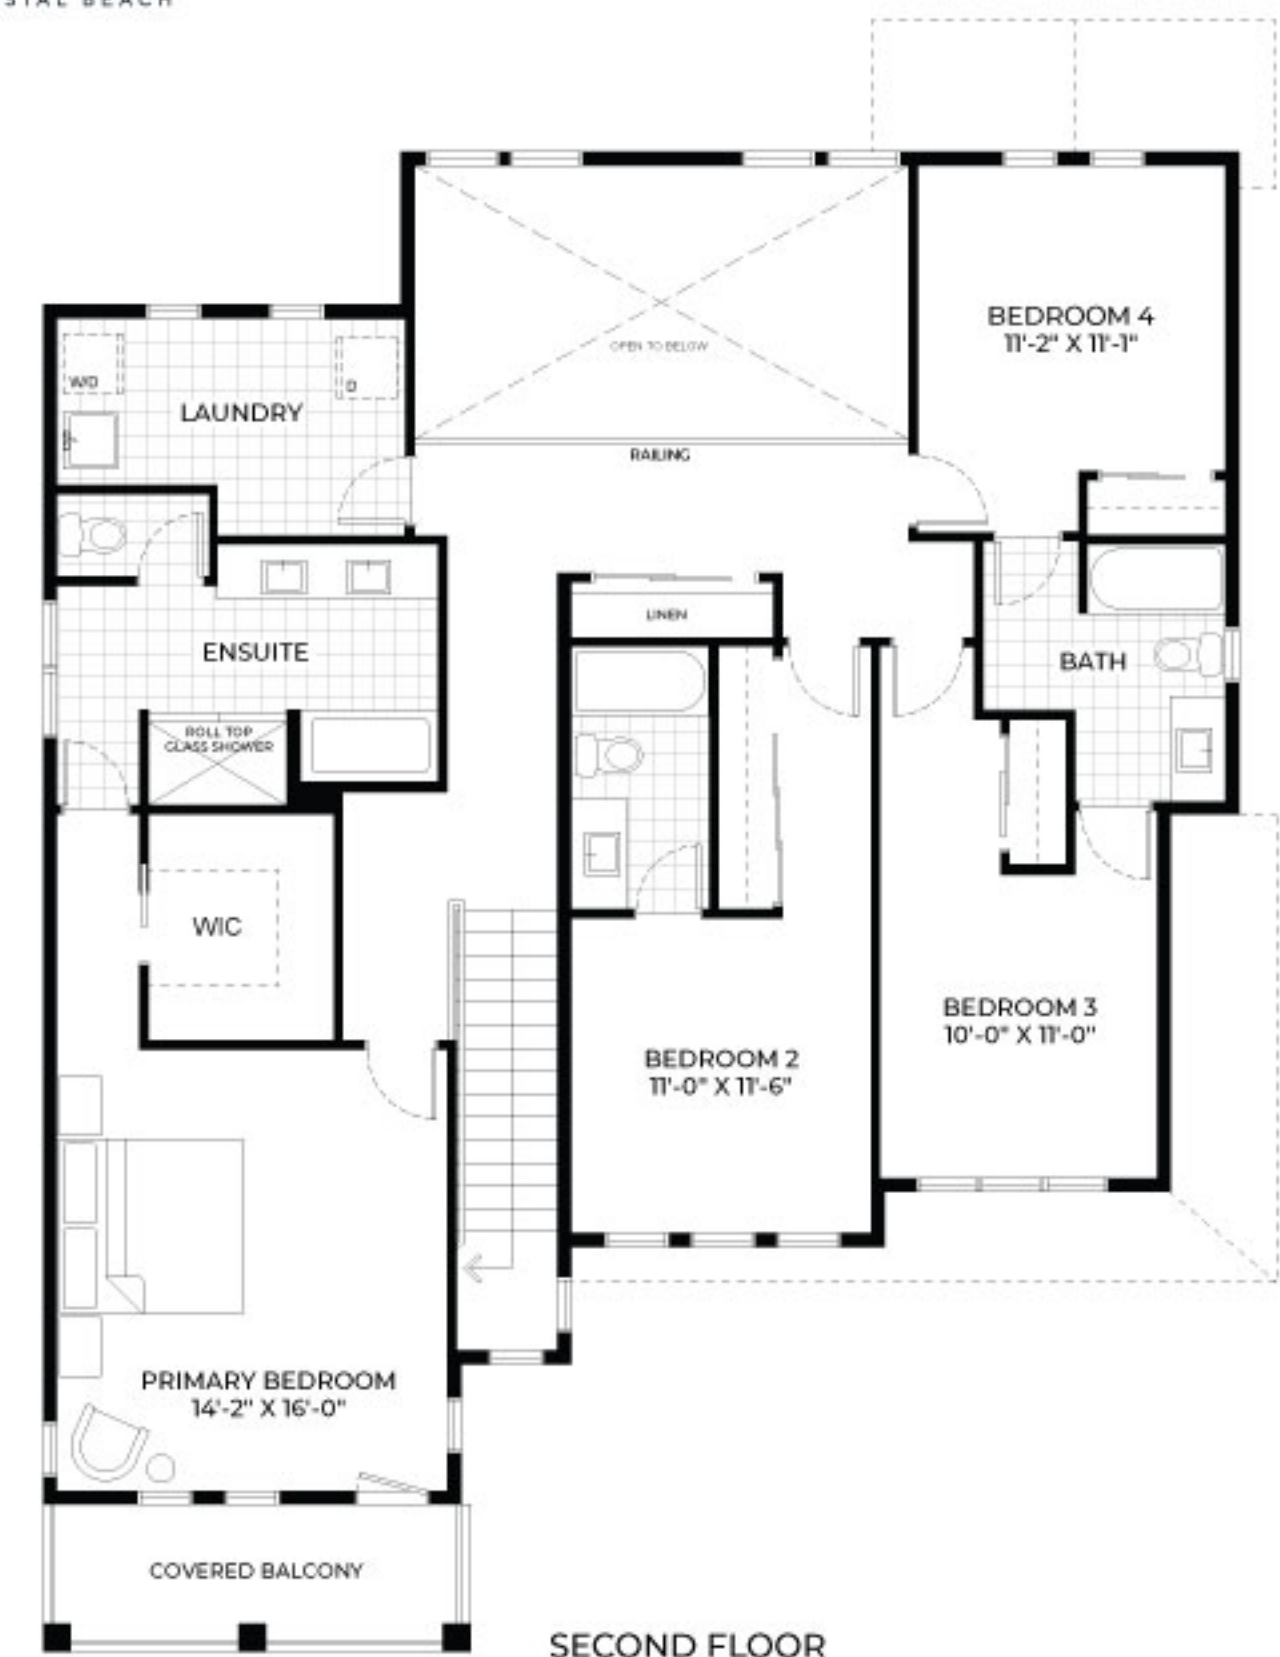 BEACH
BEDROOM 4
11'-2" X 11'-1"
OPEN TO BELOW
W/D
D
LAUNDRY
RAILING
LINEN
ENSUITE
BATH
ROLL TOP
GLASS SHOWER
WIC
BEDROOM 3
10'-0" X 11'-0"
BEDROOM 2
11'-0" X 11'-6"
PRIMARY BEDROOM
14'-2" X 16'-0"
COVERED BALCONY
SECOND FLOOR